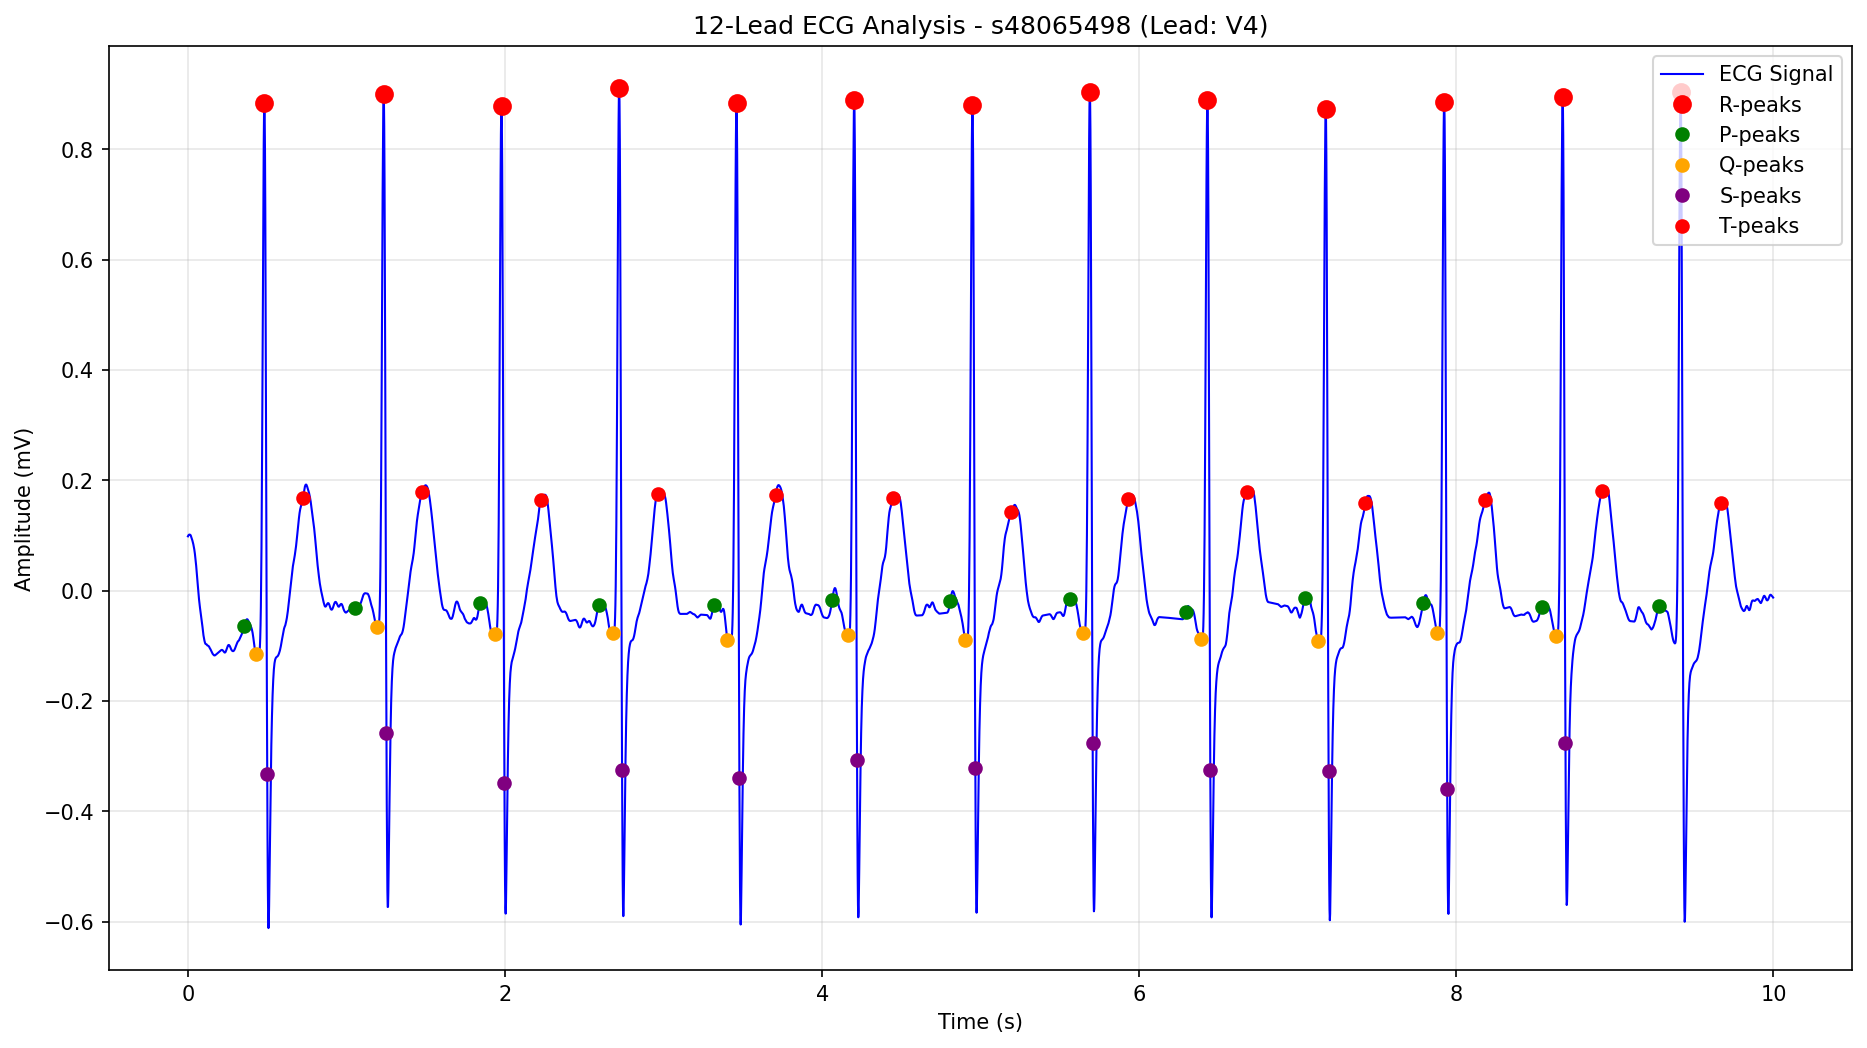 12-Lead ECG Analysis - s48065498 (Lead: V4)
ECG Signal
R-peaks
P-peaks
Q-peaks
S-peaks
T-peaks
Amplitude (mV)
0.8
0.6
0.4
0.2
0.0
−0.2
−0.4
−0.6
0 2 4 6 8 10
Time (s)